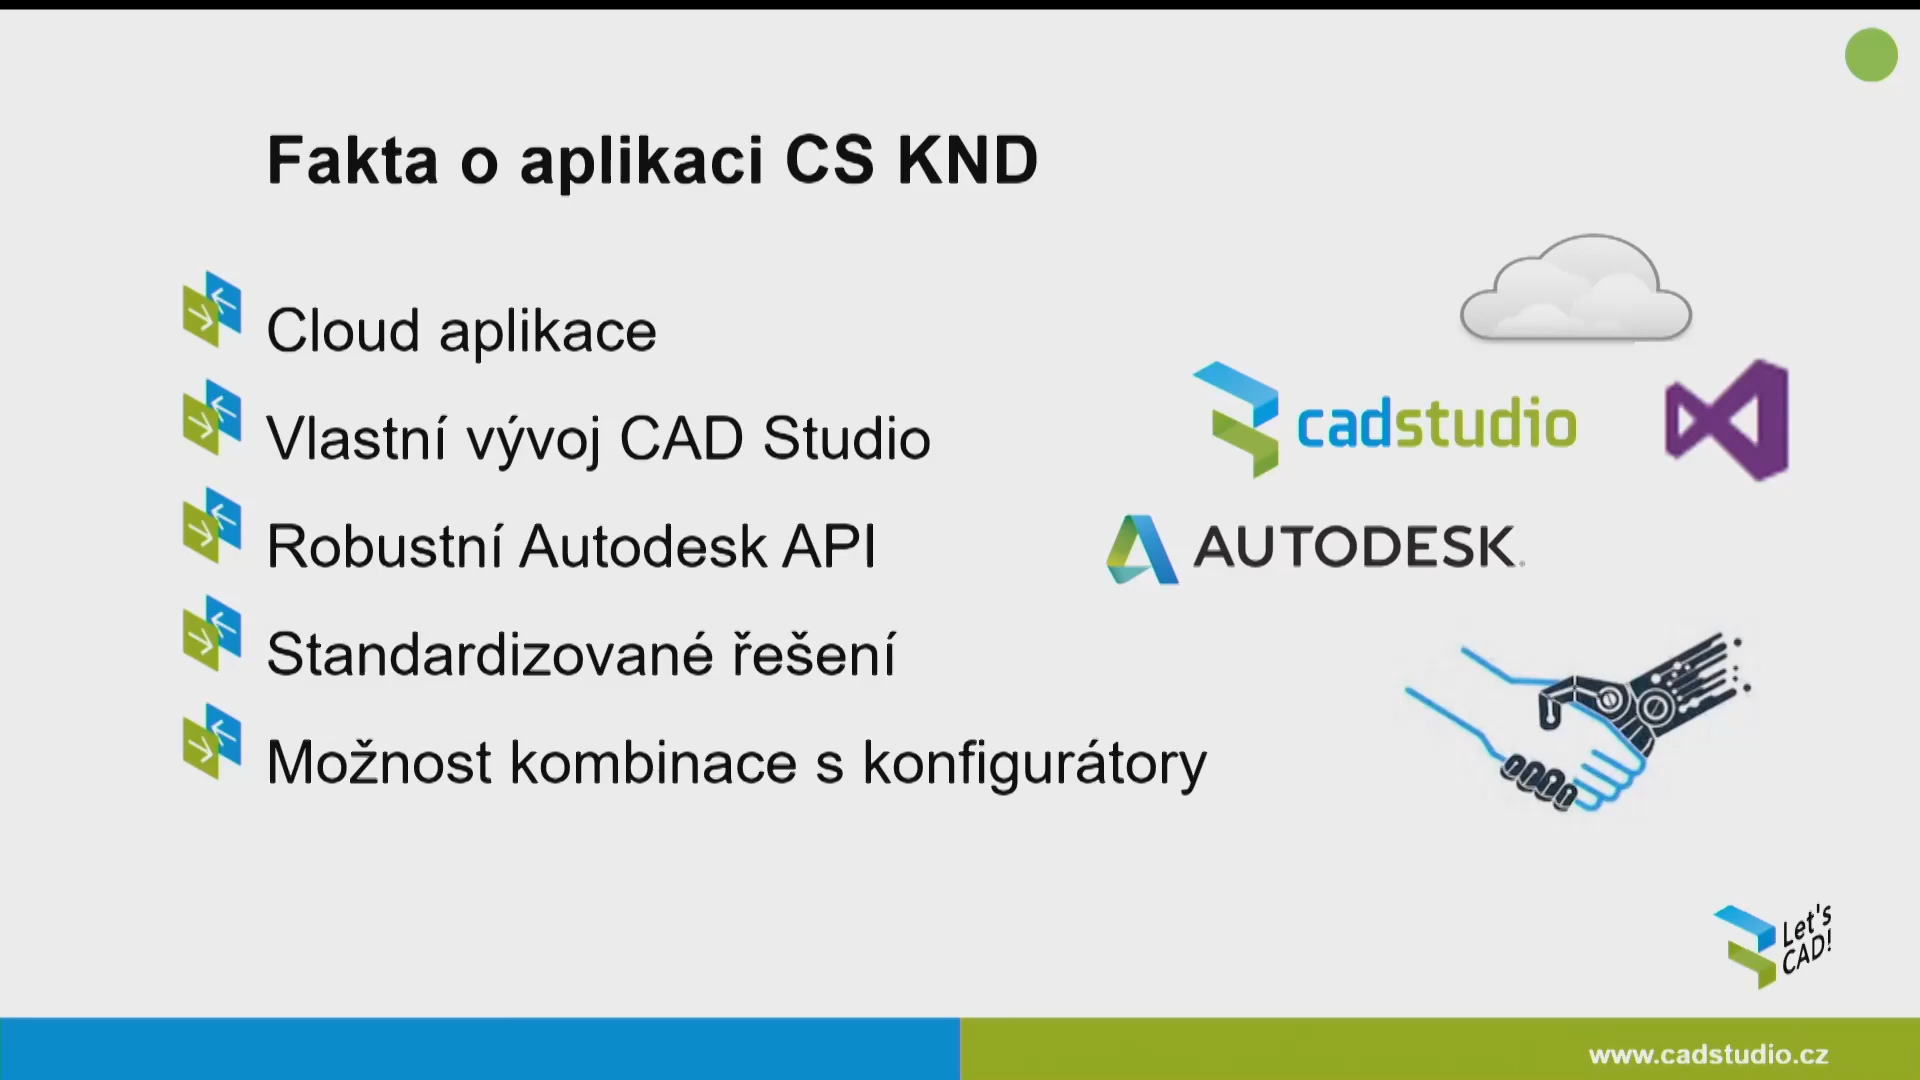 Fakta o aplikaci CS KND
Cloud aplikace
Vlastní vývoj CAD Studio
cadstudio
Robustní Autodesk API
AUTODESK.
Standardizované řešení
Možnost kombinace s konfigurátory
Let's
CAD!
www.cadstudio.cz